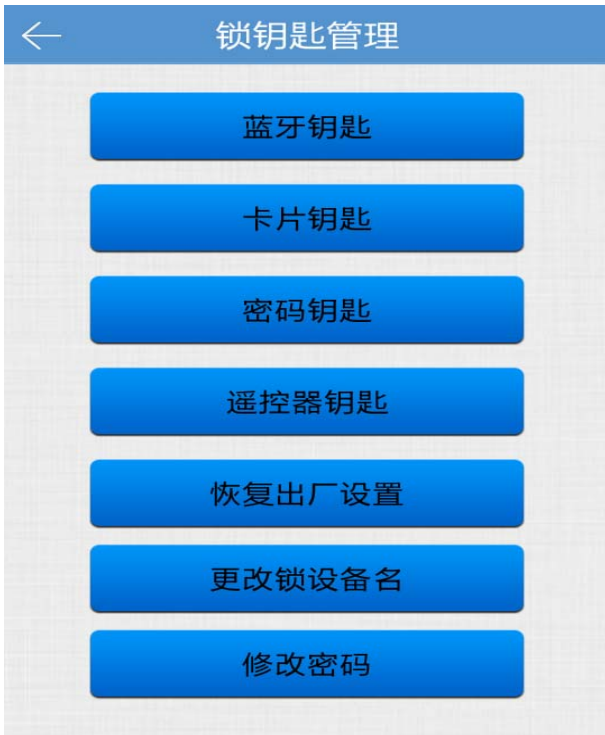 锁钥匙管理
蓝牙钥匙
卡片钥匙
密码钥匙
遥控器钥匙
恢复出厂设置
更改锁设备名
修改密码